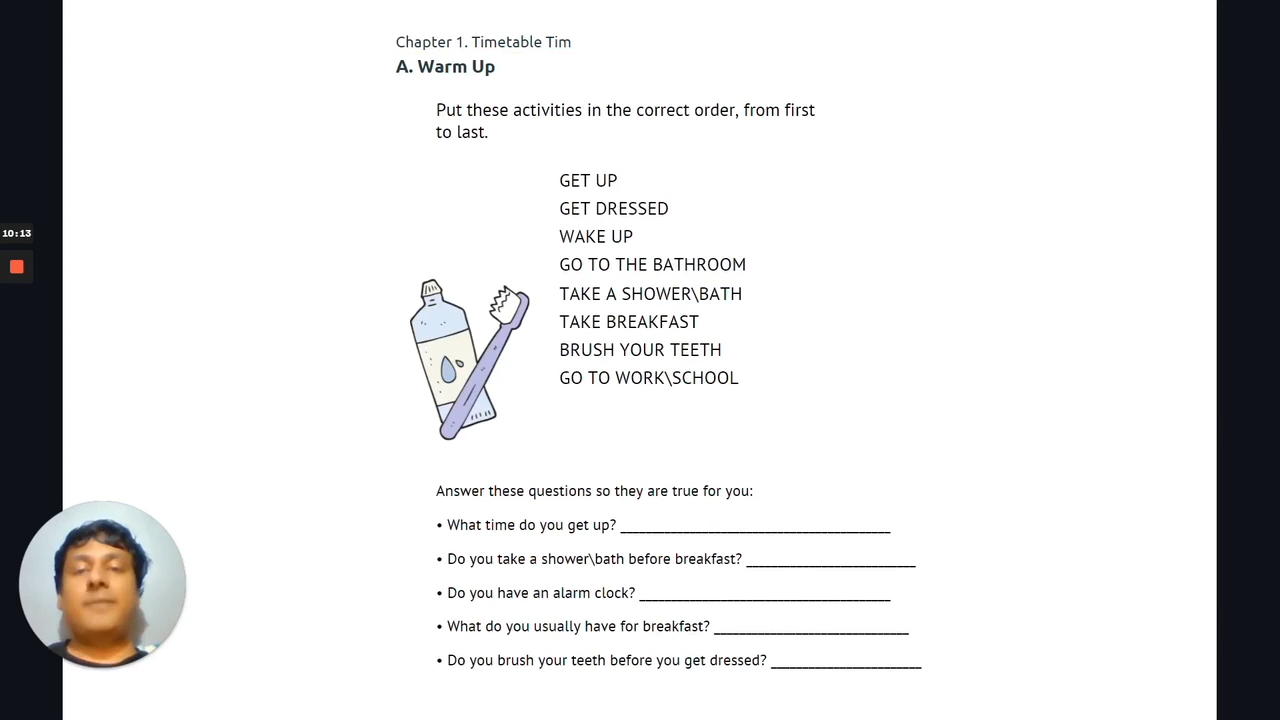 Chapter 1. Timetable Tim
A. Warm Up
Put these activities in the correct order, from first
to last.
GET UP
GET DRESSED
WAKE UP
GO TO THE BATHROOM
TAKE A SHOWER\BATH
TAKE BREAKFAST
BRUSH YOUR TEETH
GO TO WORK\SCHOOL
10:13
Answer these questions so they are true for you:
• What time do you get up? ___________________________________________
• Do you take a shower\bath before breakfast? ___________________________
• Do you have an alarm clock? ________________________________________
• What do you usually have for breakfast? _______________________________
• Do you brush your teeth before you get dressed? ________________________